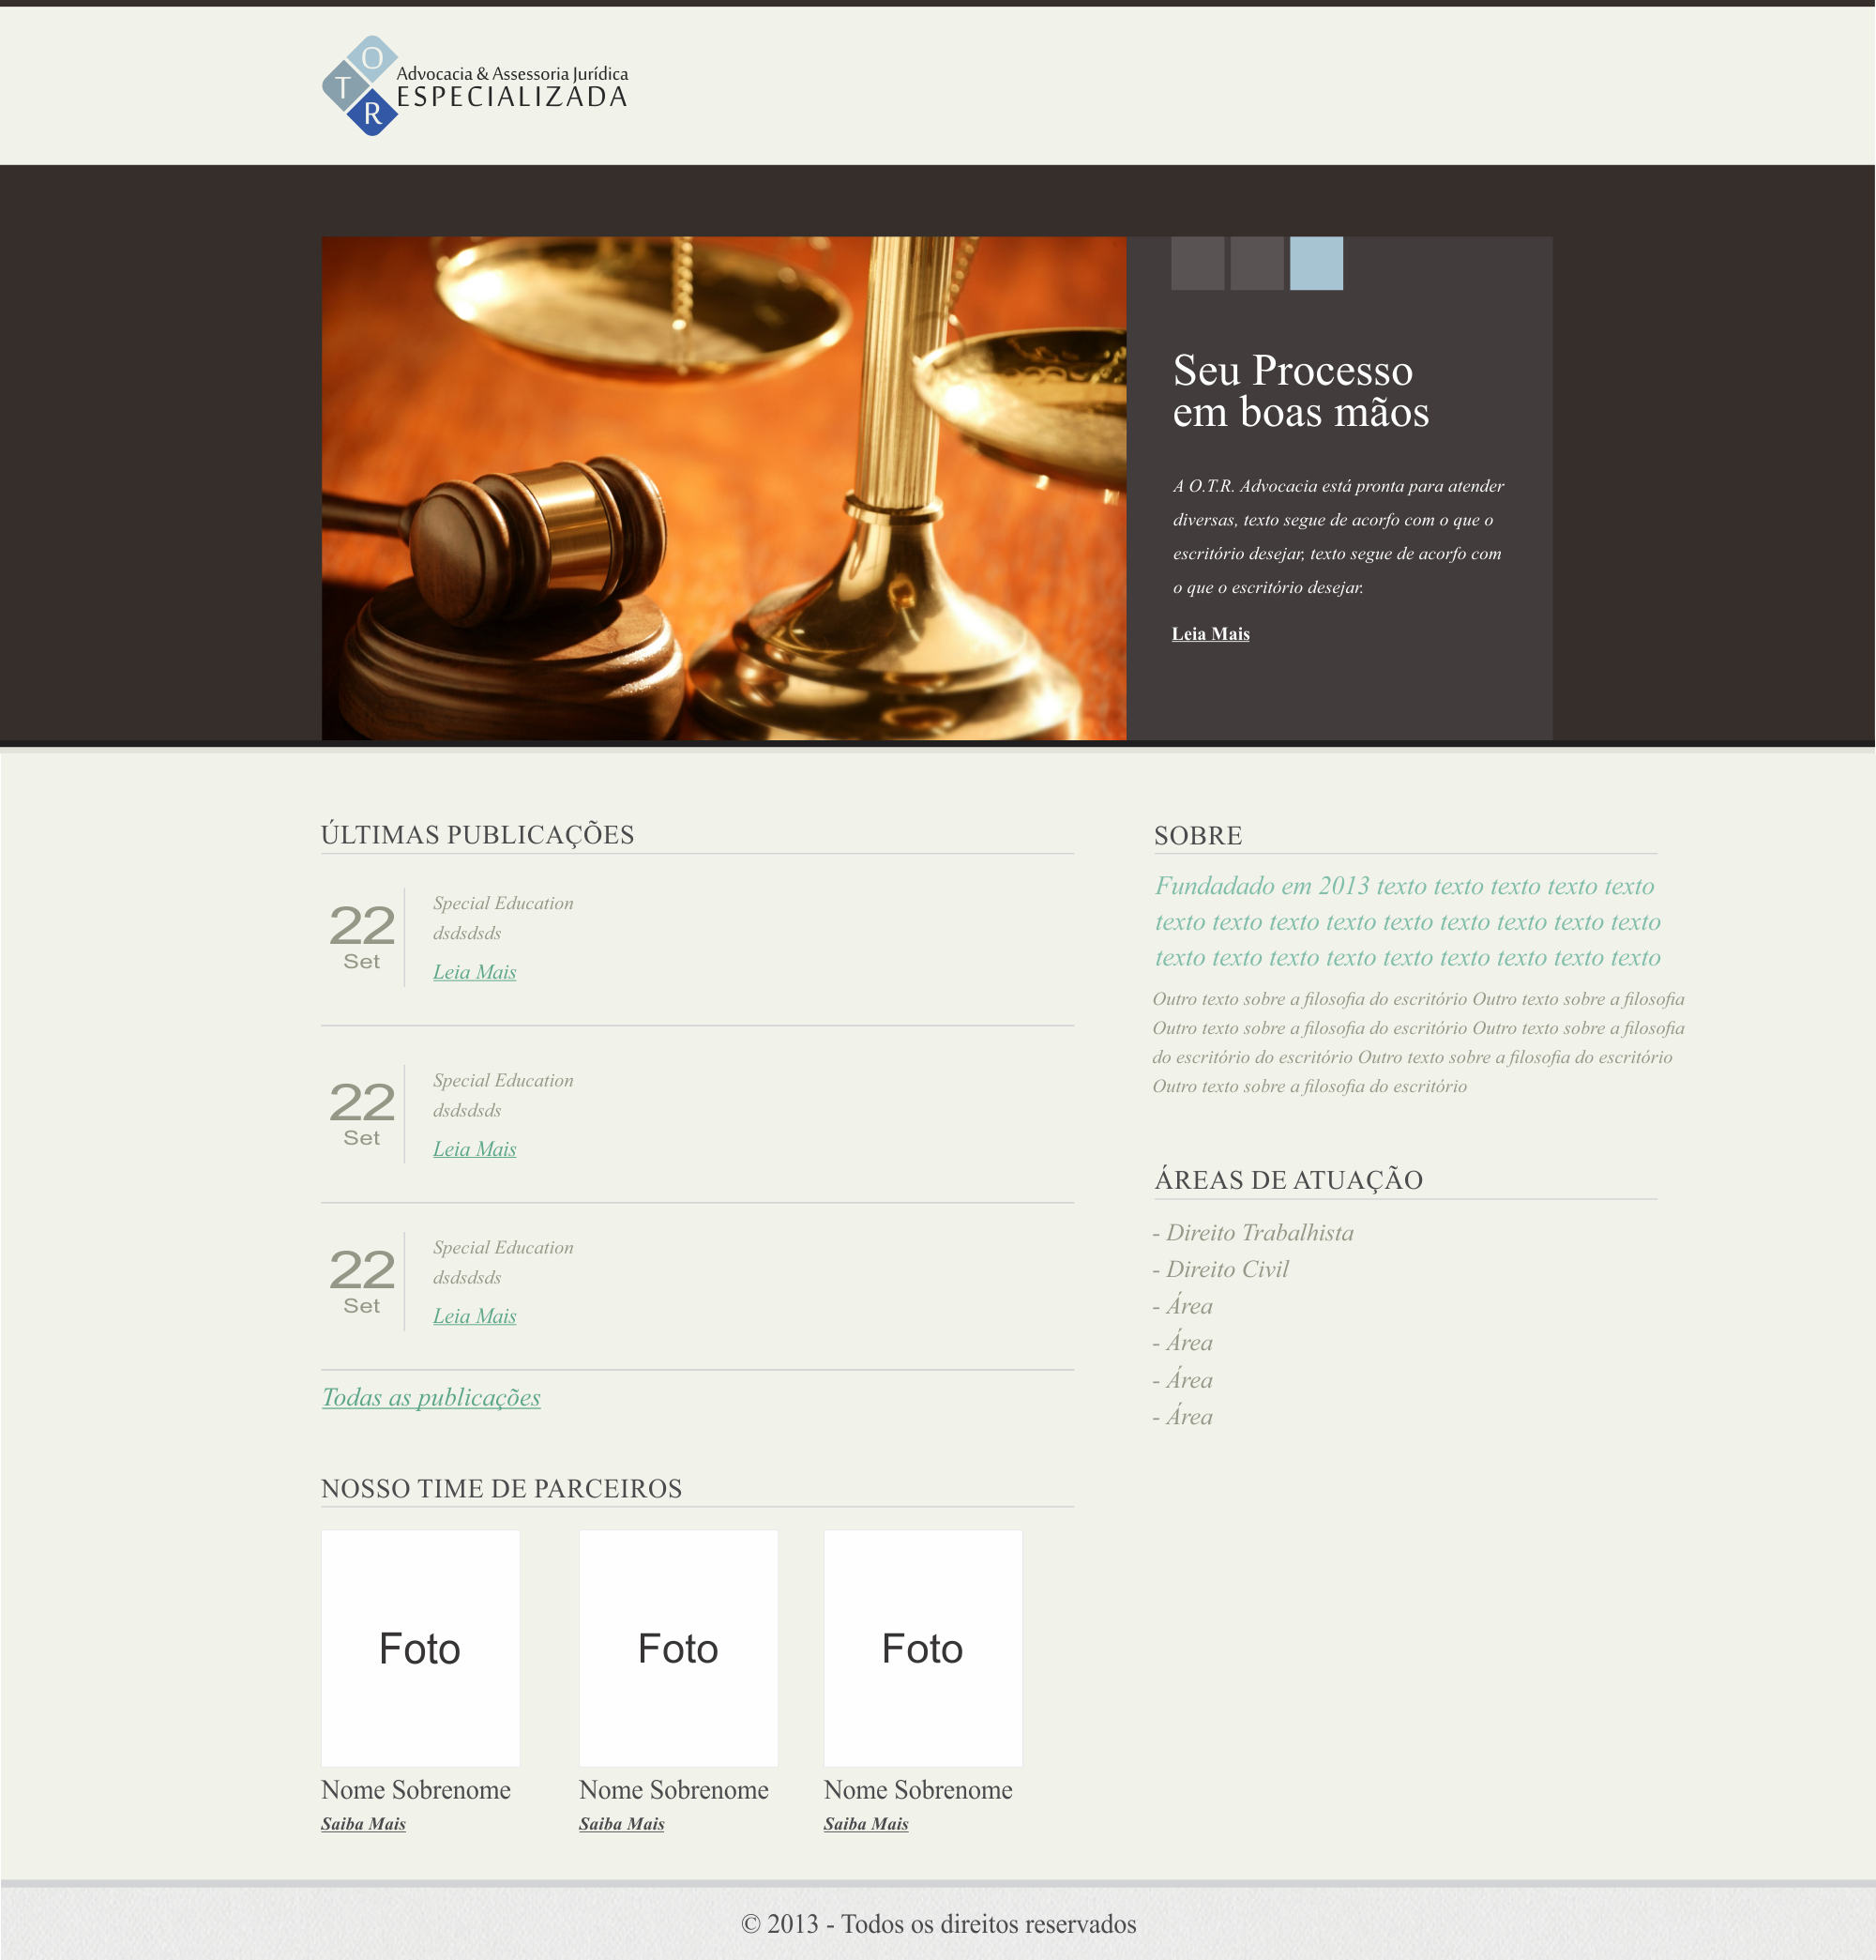 O
T
R
Advocacia & Assessoria Jurídica
ESPECIALIZADA
Seu Processo
em boas mãos
A O.T.R. Advocacia está pronta para atender
diversas, texto segue de acorfo com o que o
escritório desejar, texto segue de acorfo com
o que o escritório desejar.
Leia Mais
ÚLTIMAS PUBLICAÇÕES
22
Set
Special Education
dsdsdsds
Leia Mais
22
Set
Special Education
dsdsdsds
Leia Mais
22
Set
Special Education
dsdsdsds
Leia Mais
Todas as publicações
SOBRE
Fundadado em 2013 texto texto texto texto texto
texto texto texto texto texto texto texto texto texto
texto texto texto texto texto texto texto texto texto
Outro texto sobre a filosofia do escritório Outro texto sobre a filosofia
Outro texto sobre a filosofia do escritório Outro texto sobre a filosofia
do escritório do escritório Outro texto sobre a filosofia do escritório
Outro texto sobre a filosofia do escritório
ÁREAS DE ATUAÇÃO
- Direito Trabalhista
- Direito Civil
- Área
- Área
- Área
- Área
NOSSO TIME DE PARCEIROS
Foto
Nome Sobrenome
Saiba Mais
Foto
Nome Sobrenome
Saiba Mais
Foto
Nome Sobrenome
Saiba Mais
© 2013 - Todos os direitos reservados